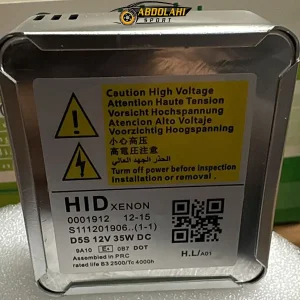 ABDOLAHI
SPORT
Caution High Voltage
Attention Haute Tension
Vorsicht Hochspannung
Atencion Alto Voltaje
Voorzichtig Hoogspanning
小心高压
高電圧注意
الحذر الجهد العالي
Turn off power before inspection
Installation or removal .
HID XENON
0001912 12-15
S111201906..(1-1)
D5S 12V 35W DC
9A10 0B7 DOT
Assembled in PRC
rated life B3 2500/Tc 4000h
H.L/A01